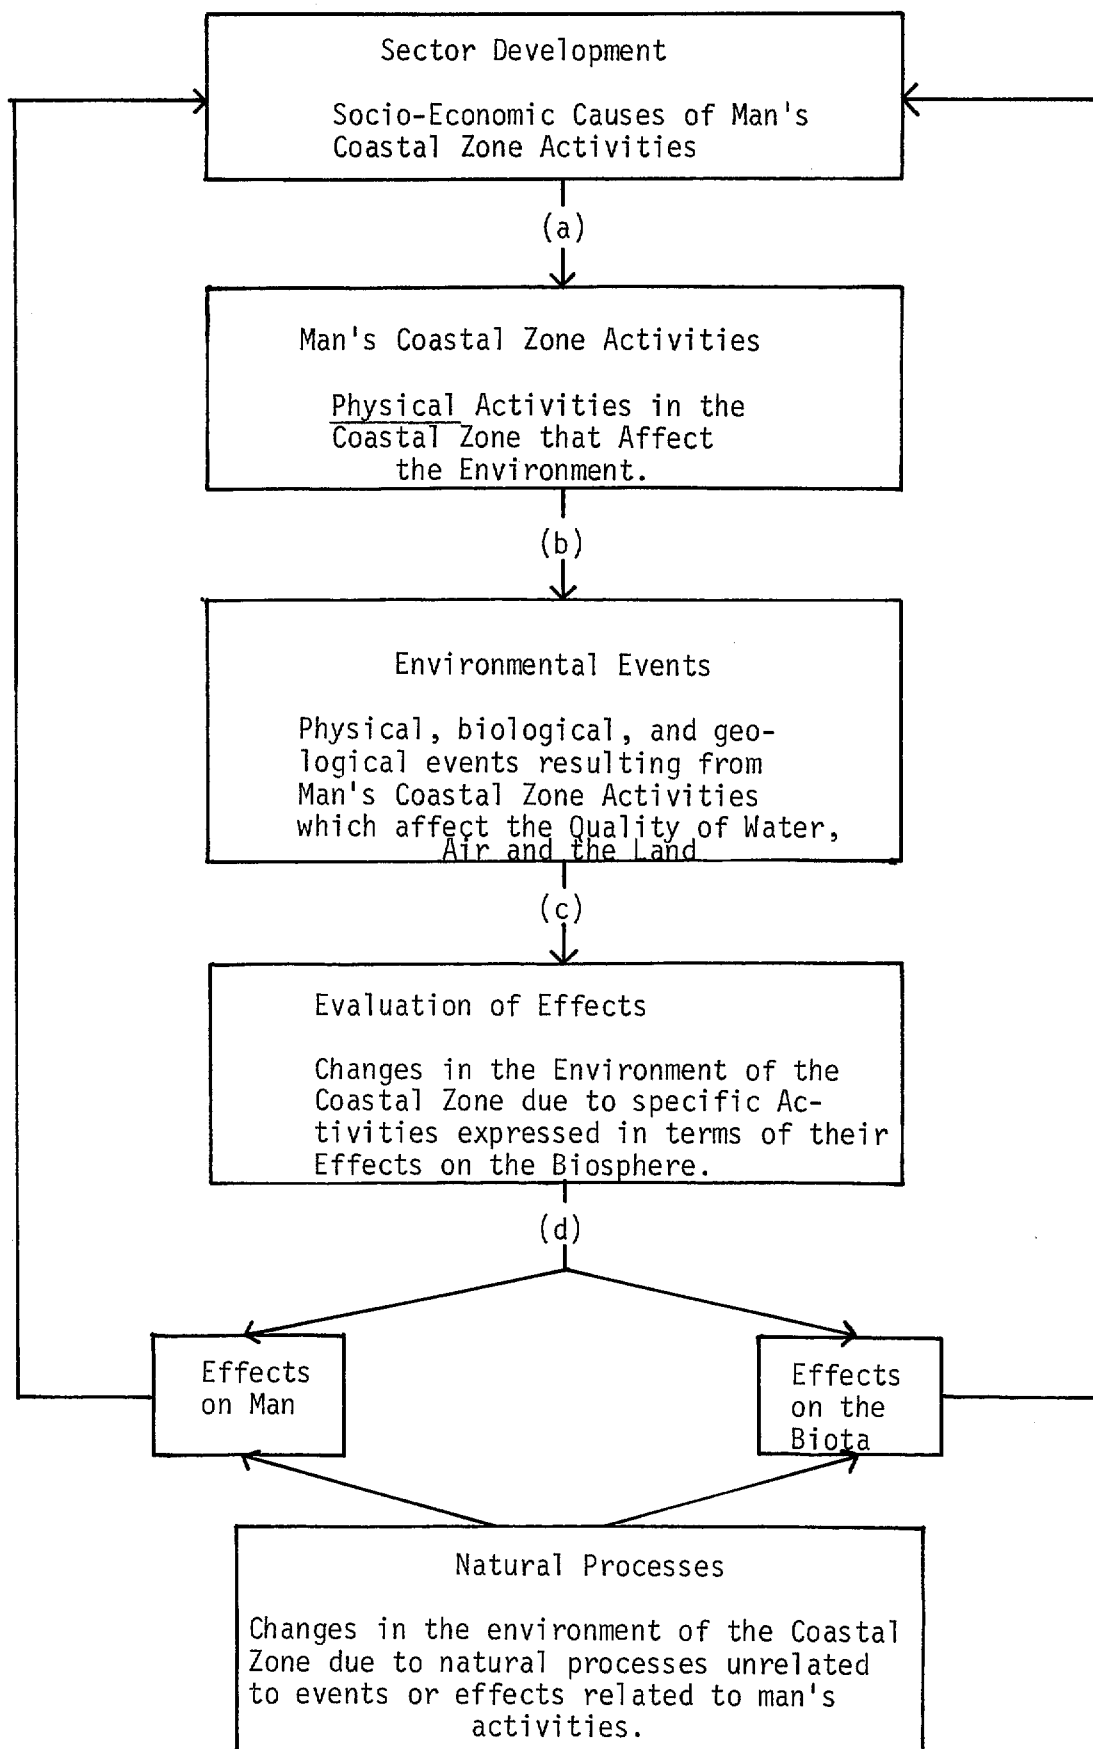 Sector Development
Socio-Economic Causes of Man's
Coastal Zone Activities
(a)
Man's Coastal Zone Activities
Physical Activities in the
Coastal Zone that Affect
the Environment.
(b)
Environmental Events
Physical, biological, and geo-
logical events resulting from
Man's Coastal Zone Activities
which affect the Quality of Water,
Air and the Land
(c)
Evaluation of Effects
Changes in the Environment of the
Coastal Zone due to specific Ac-
tivities expressed in terms of their
Effects on the Biosphere.
(d)
Effects
on Man
Effects
on the
Biota
Natural Processes
Changes in the environment of the Coastal
Zone due to natural processes unrelated
to events or effects related to man's
activities.